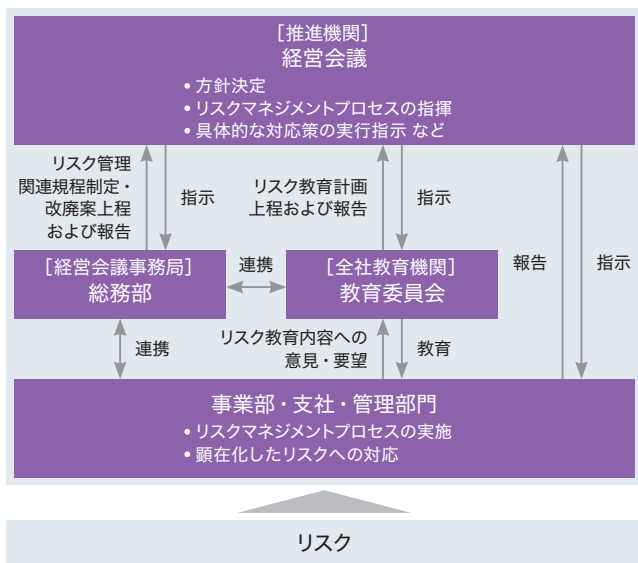 ［推進機関］
経営会議
• 方針決定
• リスクマネジメントプロセスの指揮
• 具体的な対応策の実行指示 など
リスク管理
関連規程制定・
改廃案上程
および報告
指示
リスク教育計画
上程および報告
指示
報告
指示
［経営会議事務局］
総務部
連携
［全社教育機関］
教育委員会
連携
リスク教育内容への
意見・要望
教育
事業部・支社・管理部門
• リスクマネジメントプロセスの実施
• 顕在化したリスクへの対応
リスク